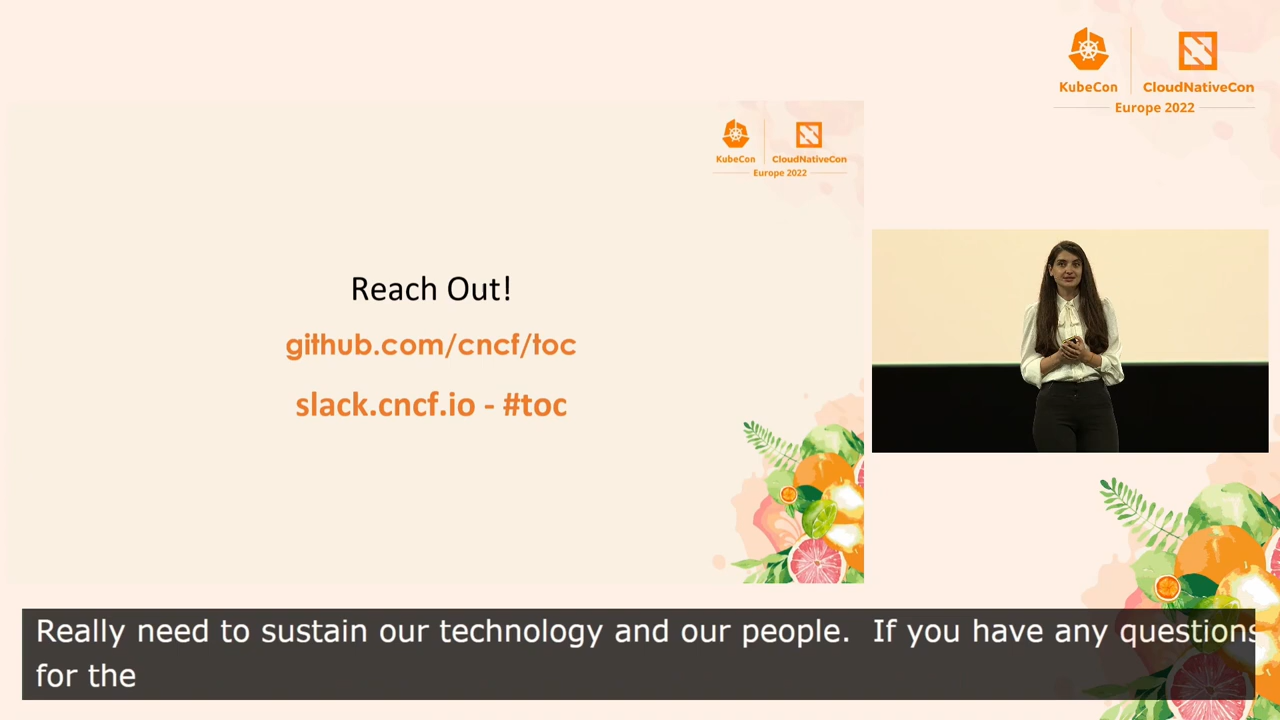 KubeCon
CloudNativeCon
Europe 2022
KubeCon
CloudNativeCon
Europe 2022
Reach Out!
github.com/cncf/toc
slack.cncf.io - #toc
Really need to sustain our technology and our people.  If you have any questions
for the